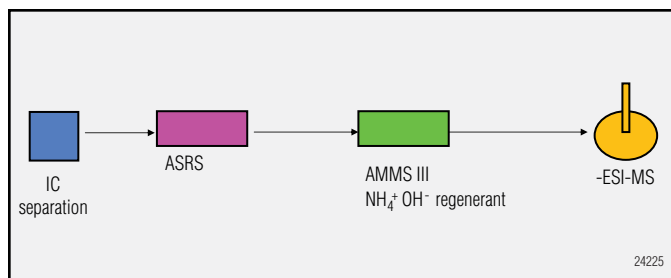 IC
separation
ASRS
AMMS III
NH₄⁺ OH⁻ regenerant
-ESI-MS
24225